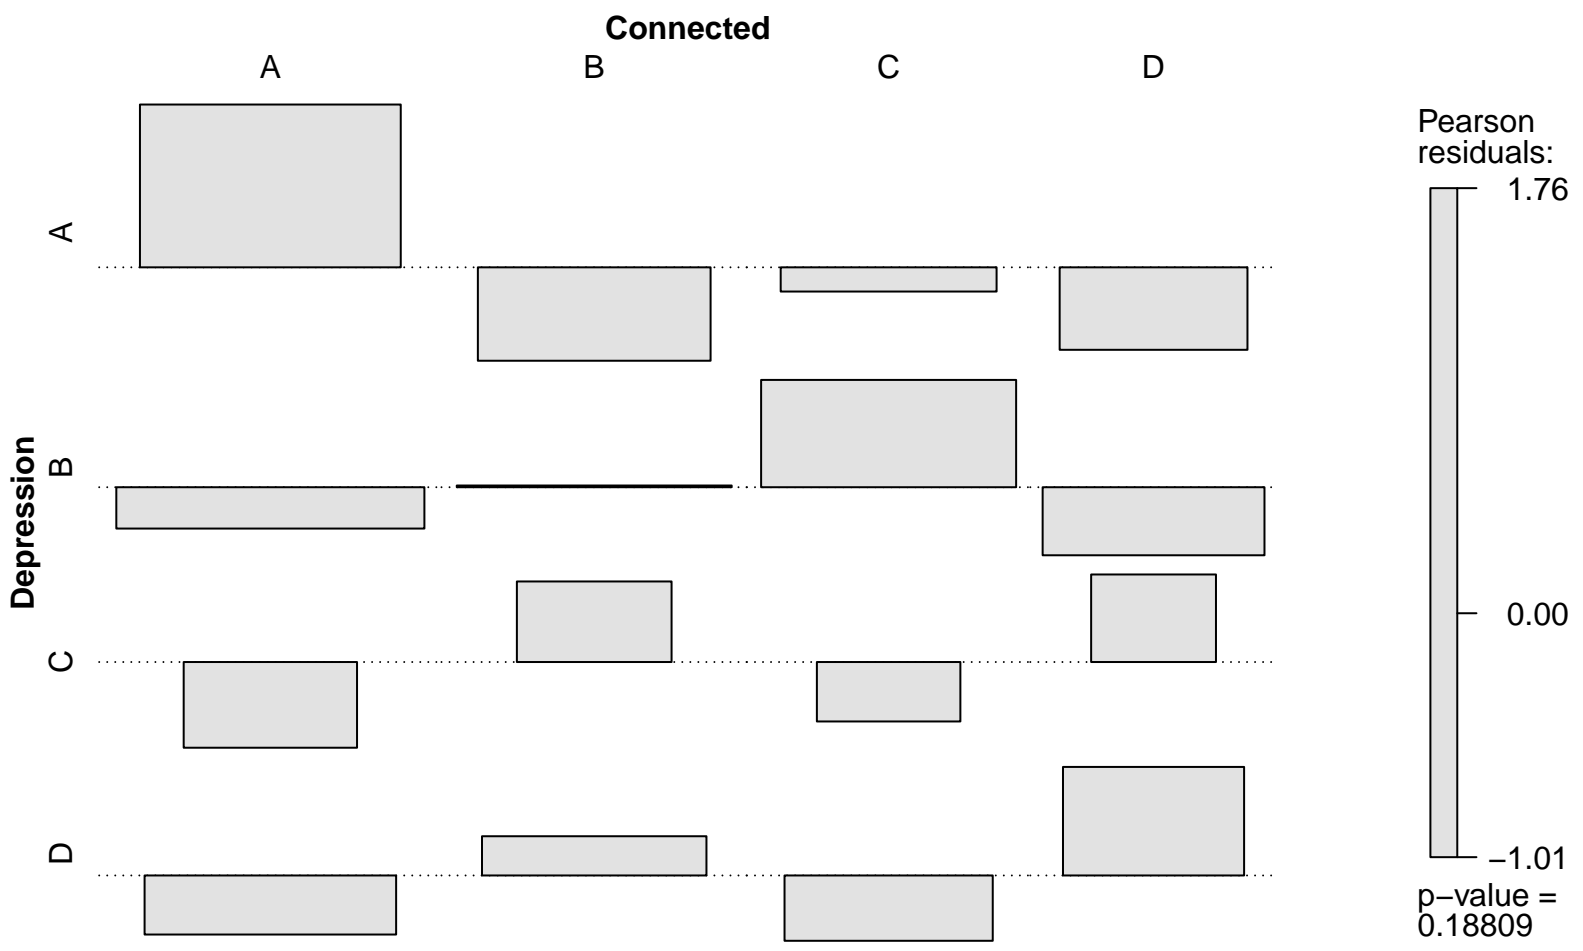 Connected
A B C D
Pearson
residuals:
1.76
A
B
Depression
0.00
C
D
−1.01
p−value =
0.18809